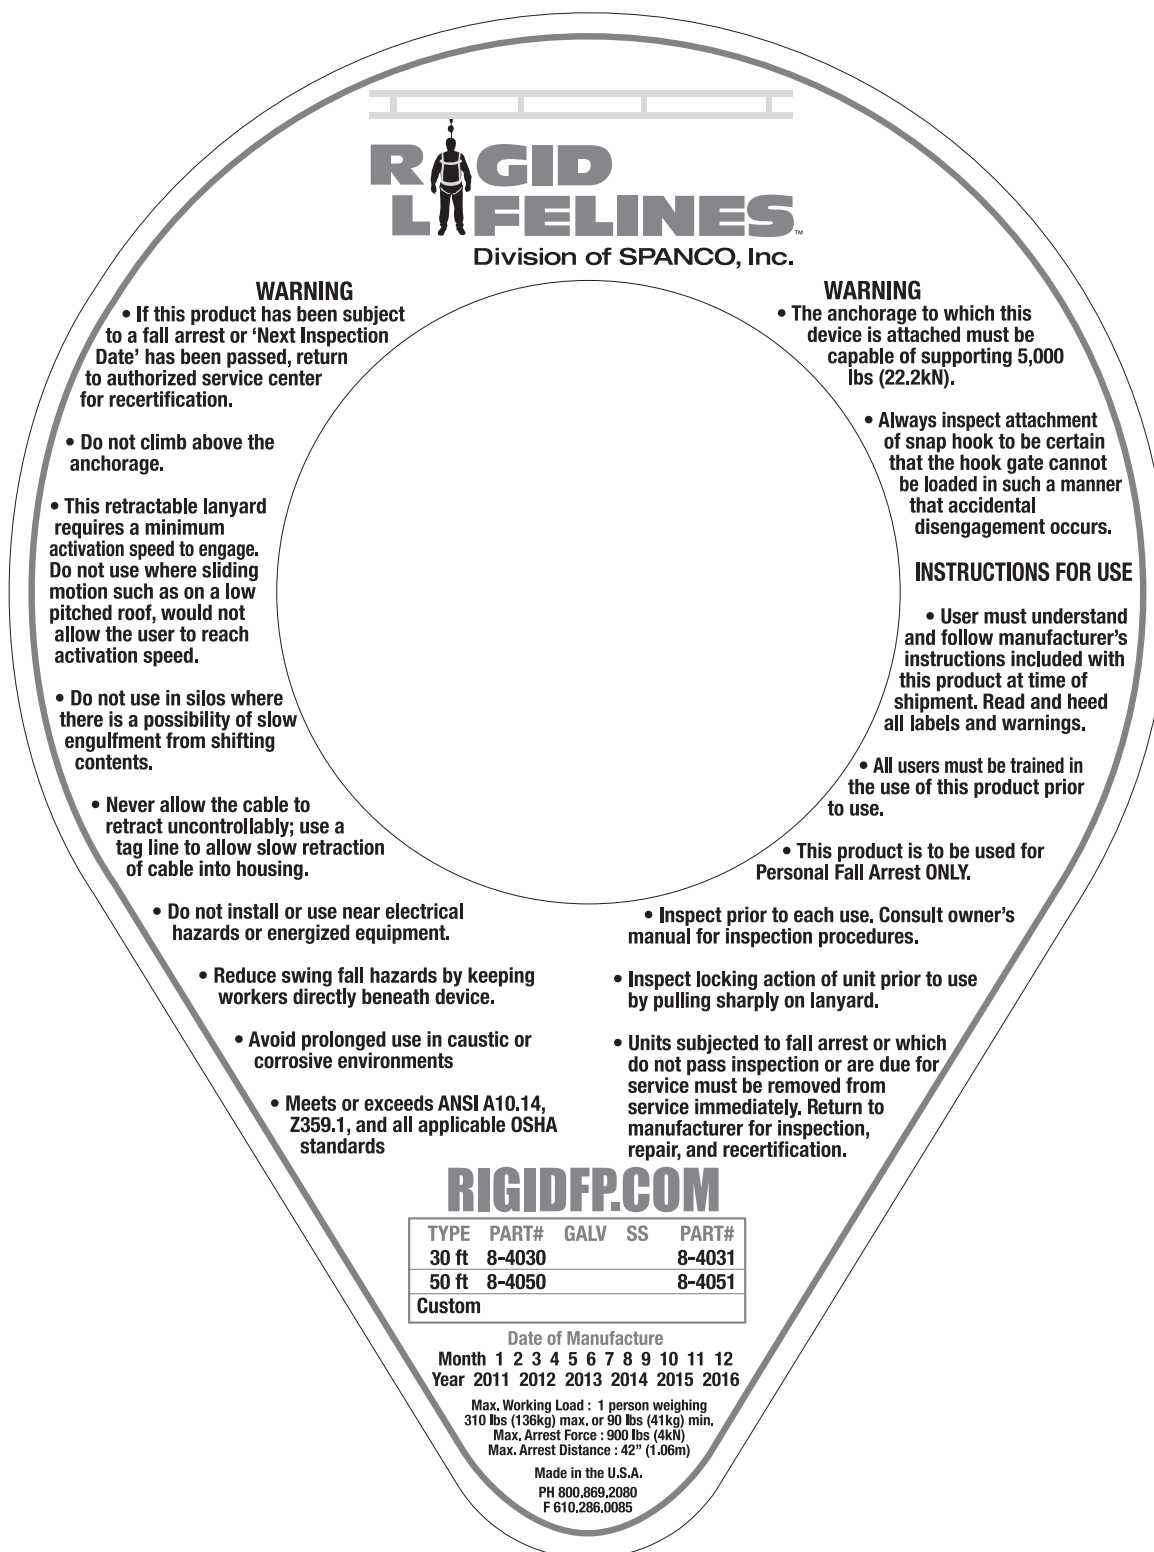 RIGID
LIFELINES™
Division of SPANCO, Inc.
WARNING
• If this product has been subject
to a fall arrest or ‘Next Inspection
Date’ has been passed, return
to authorized service center
for recertification.
• Do not climb above the
anchorage.
• This retractable lanyard
requires a minimum
activation speed to engage.
Do not use where sliding
motion such as on a low
pitched roof, would not
allow the user to reach
activation speed.
• Do not use in silos where
there is a possibility of slow
engulfment from shifting
contents.
• Never allow the cable to
retract uncontrollably; use a
tag line to allow slow retraction
of cable into housing.
• Do not install or use near electrical
hazards or energized equipment.
• Reduce swing fall hazards by keeping
workers directly beneath device.
• Avoid prolonged use in caustic or
corrosive environments
• Meets or exceeds ANSI A10.14,
Z359.1, and all applicable OSHA
standards
WARNING
• The anchorage to which this
device is attached must be
capable of supporting 5,000
lbs (22.2kN).
• Always inspect attachment
of snap hook to be certain
that the hook gate cannot
be loaded in such a manner
that accidental
disengagement occurs.
INSTRUCTIONS FOR USE
• User must understand
and follow manufacturer’s
instructions included with
this product at time of
shipment. Read and heed
all labels and warnings.
• All users must be trained in
the use of this product prior
to use.
• This product is to be used for
Personal Fall Arrest ONLY.
• Inspect prior to each use. Consult owner’s
manual for inspection procedures.
• Inspect locking action of unit prior to use
by pulling sharply on lanyard.
• Units subjected to fall arrest or which
do not pass inspection or are due for
service must be removed from
service immediately. Return to
manufacturer for inspection,
repair, and recertification.
RIGIDFP.COM
TYPE PART# GALV SS PART#
30 ft 8-4030 8-4031
50 ft 8-4050 8-4051
Custom
Date of Manufacture
Month 1 2 3 4 5 6 7 8 9 10 11 12
Year 2011 2012 2013 2014 2015 2016
Max. Working Load : 1 person weighing
310 lbs (136kg) max. or 90 lbs (41kg) min.
Max. Arrest Force : 900 lbs (4kN)
Max. Arrest Distance : 42” (1.06m)
Made in the U.S.A.
PH 800.869.2080
F 610.286.0085